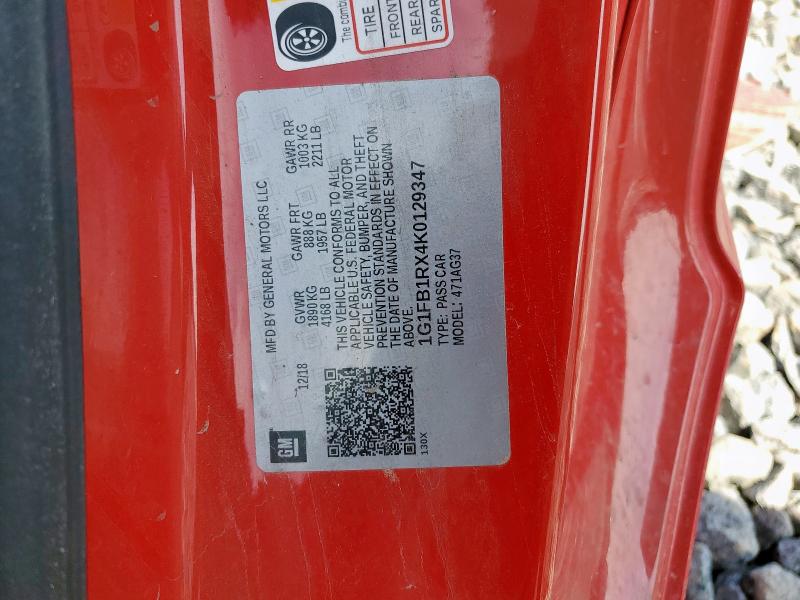 The combi
TIRE
FRONT
REAR
SPAR
GM
MFD BY GENERAL MOTORS LLC
12/18 GVWR GAWR FRT GAWR RR
1890 KG 888 KG 1003 KG
4168 LB 1957 LB 2211 LB
THIS VEHICLE CONFORMS TO ALL
APPLICABLE U.S. FEDERAL MOTOR
VEHICLE SAFETY, BUMPER, AND THEFT
PREVENTION STANDARDS IN EFFECT ON
THE DATE OF MANUFACTURE SHOWN
ABOVE.
1G1FB1RX4K0129347
TYPE: PASS CAR
MODEL: 471AG37
130X